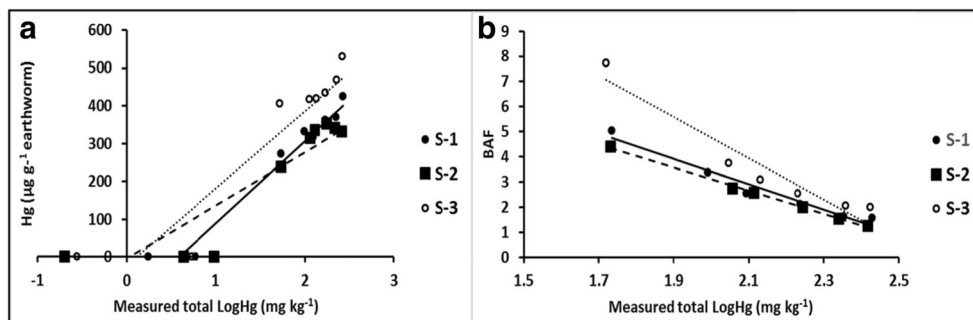 a
600
500
400
300
200
100
0
Hg (µg g-1 earthworm)
-1 0 1 2 3
Measured total LogHg (mg kg-1)
S-1
S-2
S-3
b
9
8
7
6
5
4
3
2
1
0
BAF
1.5 1.7 1.9 2.1 2.3 2.5
Measured total LogHg (mg kg-1)
S-1
S-2
S-3